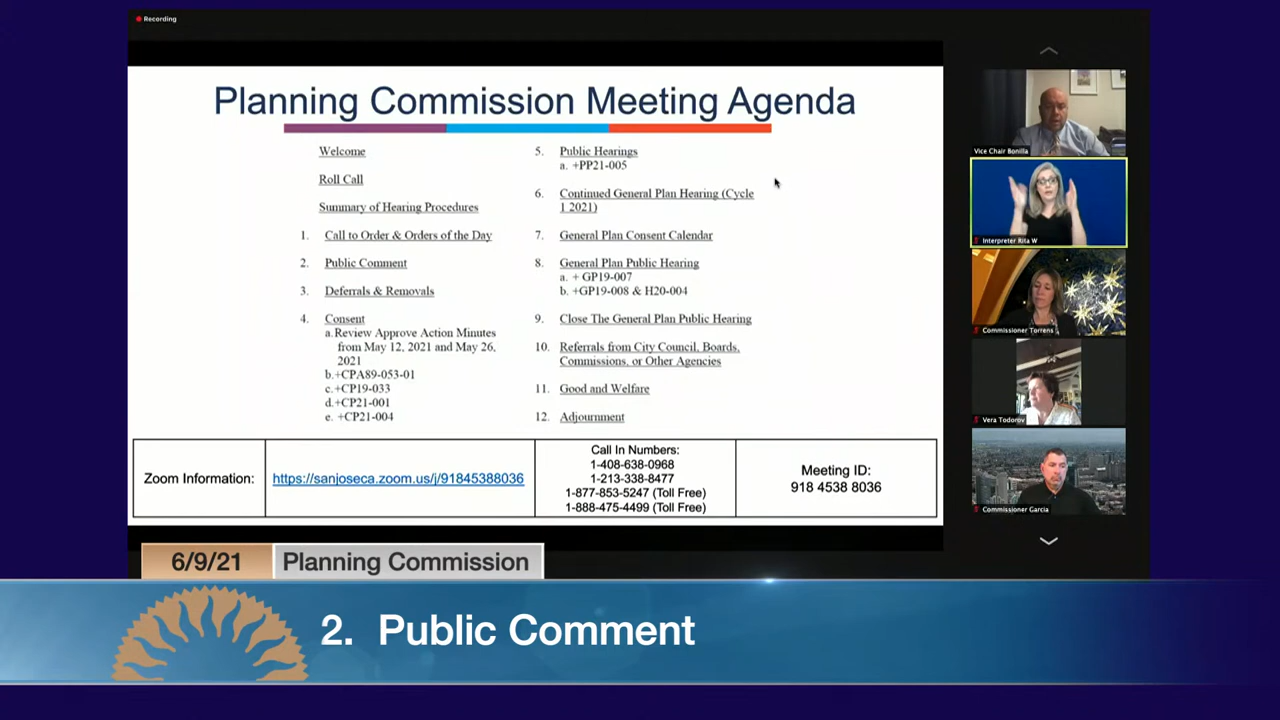 Recording
Planning Commission Meeting Agenda
Welcome
Roll Call
Summary of Hearing Procedures
1. Call to Order & Orders of the Day
2. Public Comment
3. Deferrals & Removals
4. Consent
a.Review Approve Action Minutes
from May 12, 2021 and May 26,
2021
b.+CPA89-053-01
c.+CP19-033
d.+CP21-001
e. +CP21-004
5. Public Hearings
a. +PP21-005
6. Continued General Plan Hearing (Cycle
1 2021)
7. General Plan Consent Calendar
8. General Plan Public Hearing
a. + GP19-007
b. +GP19-008 & H20-004
9. Close The General Plan Public Hearing
10. Referrals from City Council, Boards,
Commissions, or Other Agencies
11. Good and Welfare
12. Adjournment
Zoom Information:
https://sanjoseca.zoom.us/j/91845388036
Call In Numbers:
1-408-638-0968
1-213-338-8477
1-877-853-5247 (Toll Free)
1-888-475-4499 (Toll Free)
Meeting ID:
918 4538 8036
Vice Chair Bonilla
Interpreter Rita W
Commissioner Torrens
Vera Todorov
Commissioner Garcia
6/9/21 Planning Commission
2. Public Comment